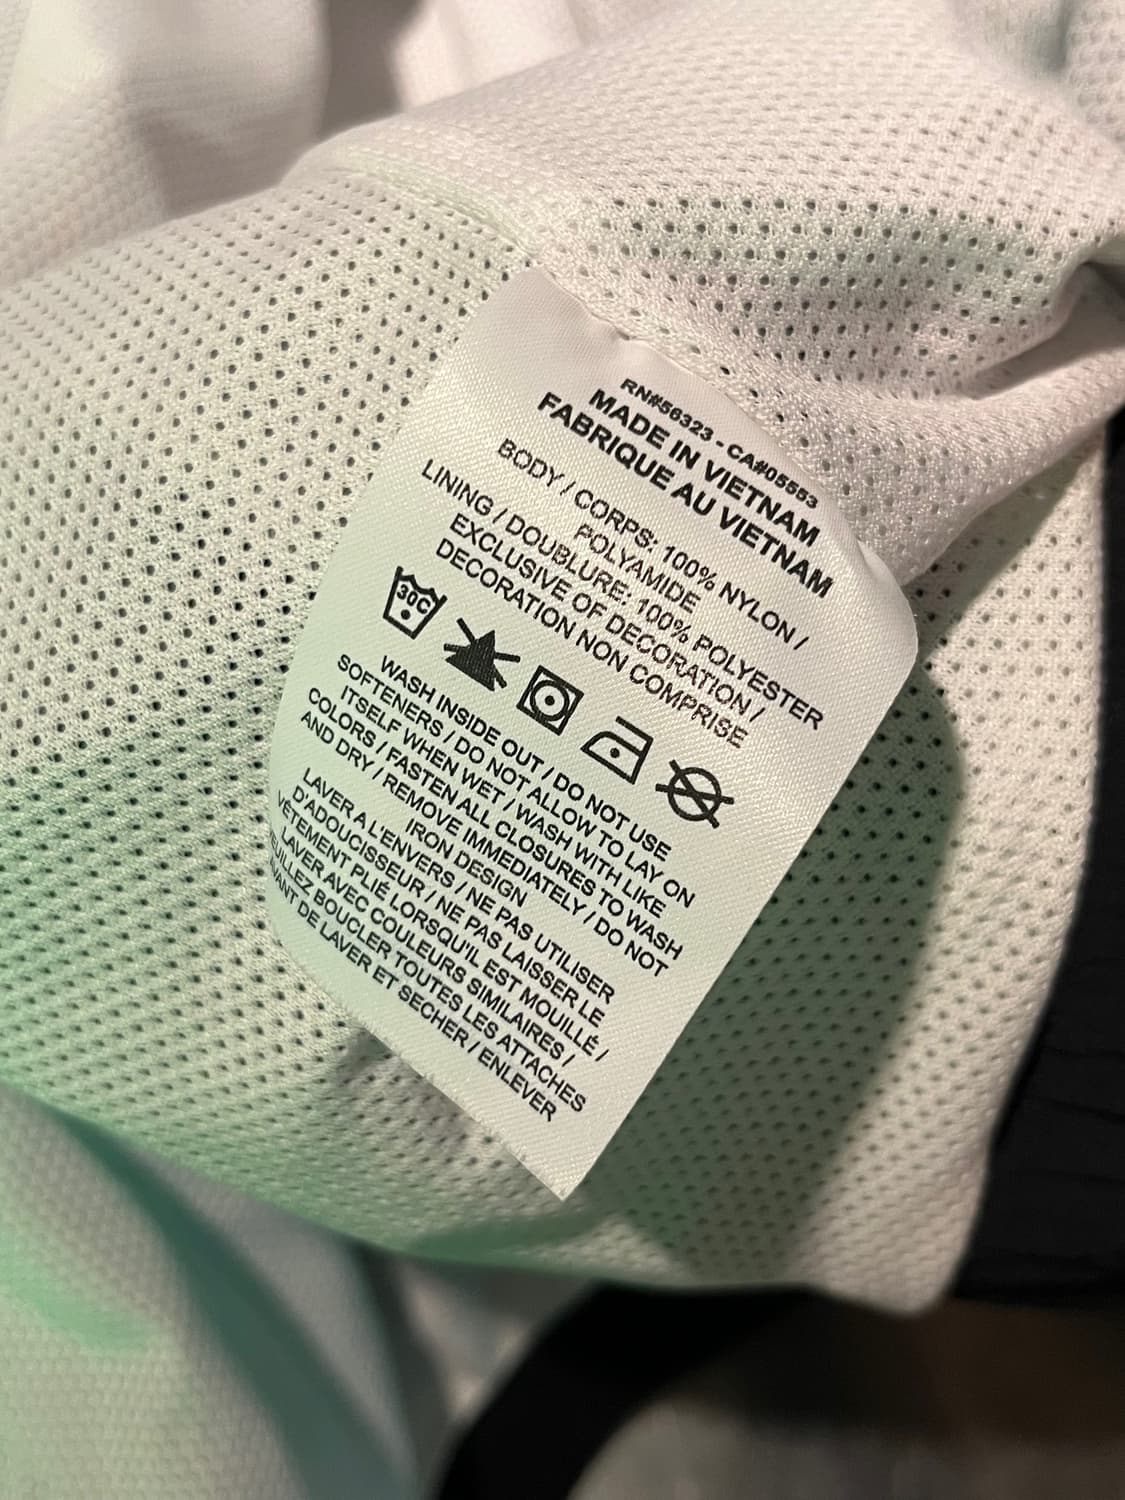 RN#56323 - CA#05553
MADE IN VIETNAM
FABRIQUE AU VIETNAM
BODY / CORPS: 100% NYLON /
POLYAMIDE
LINING / DOUBLURE: 100% POLYESTER
EXCLUSIVE OF DECORATION /
DECORATION NON COMPRISE
30C
WASH INSIDE OUT / DO NOT USE
SOFTENERS / DO NOT ALLOW TO LAY ON
ITSELF WHEN WET / WASH WITH LIKE
COLORS / FASTEN ALL CLOSURES TO WASH
AND DRY / REMOVE IMMEDIATELY / DO NOT
IRON DESIGN
LAVER A L'ENVERS / NE PAS UTILISER
D'ADOUCISSEUR / NE PAS LAISSER LE
VÊTEMENT PLIÉ LORSQU'IL EST MOUILLÉ /
LAVER AVEC COULEURS SIMILAIRES /
BOUCLER TOUTES LES ATTACHES
DE LAVER ET SECHER / ENLEVER